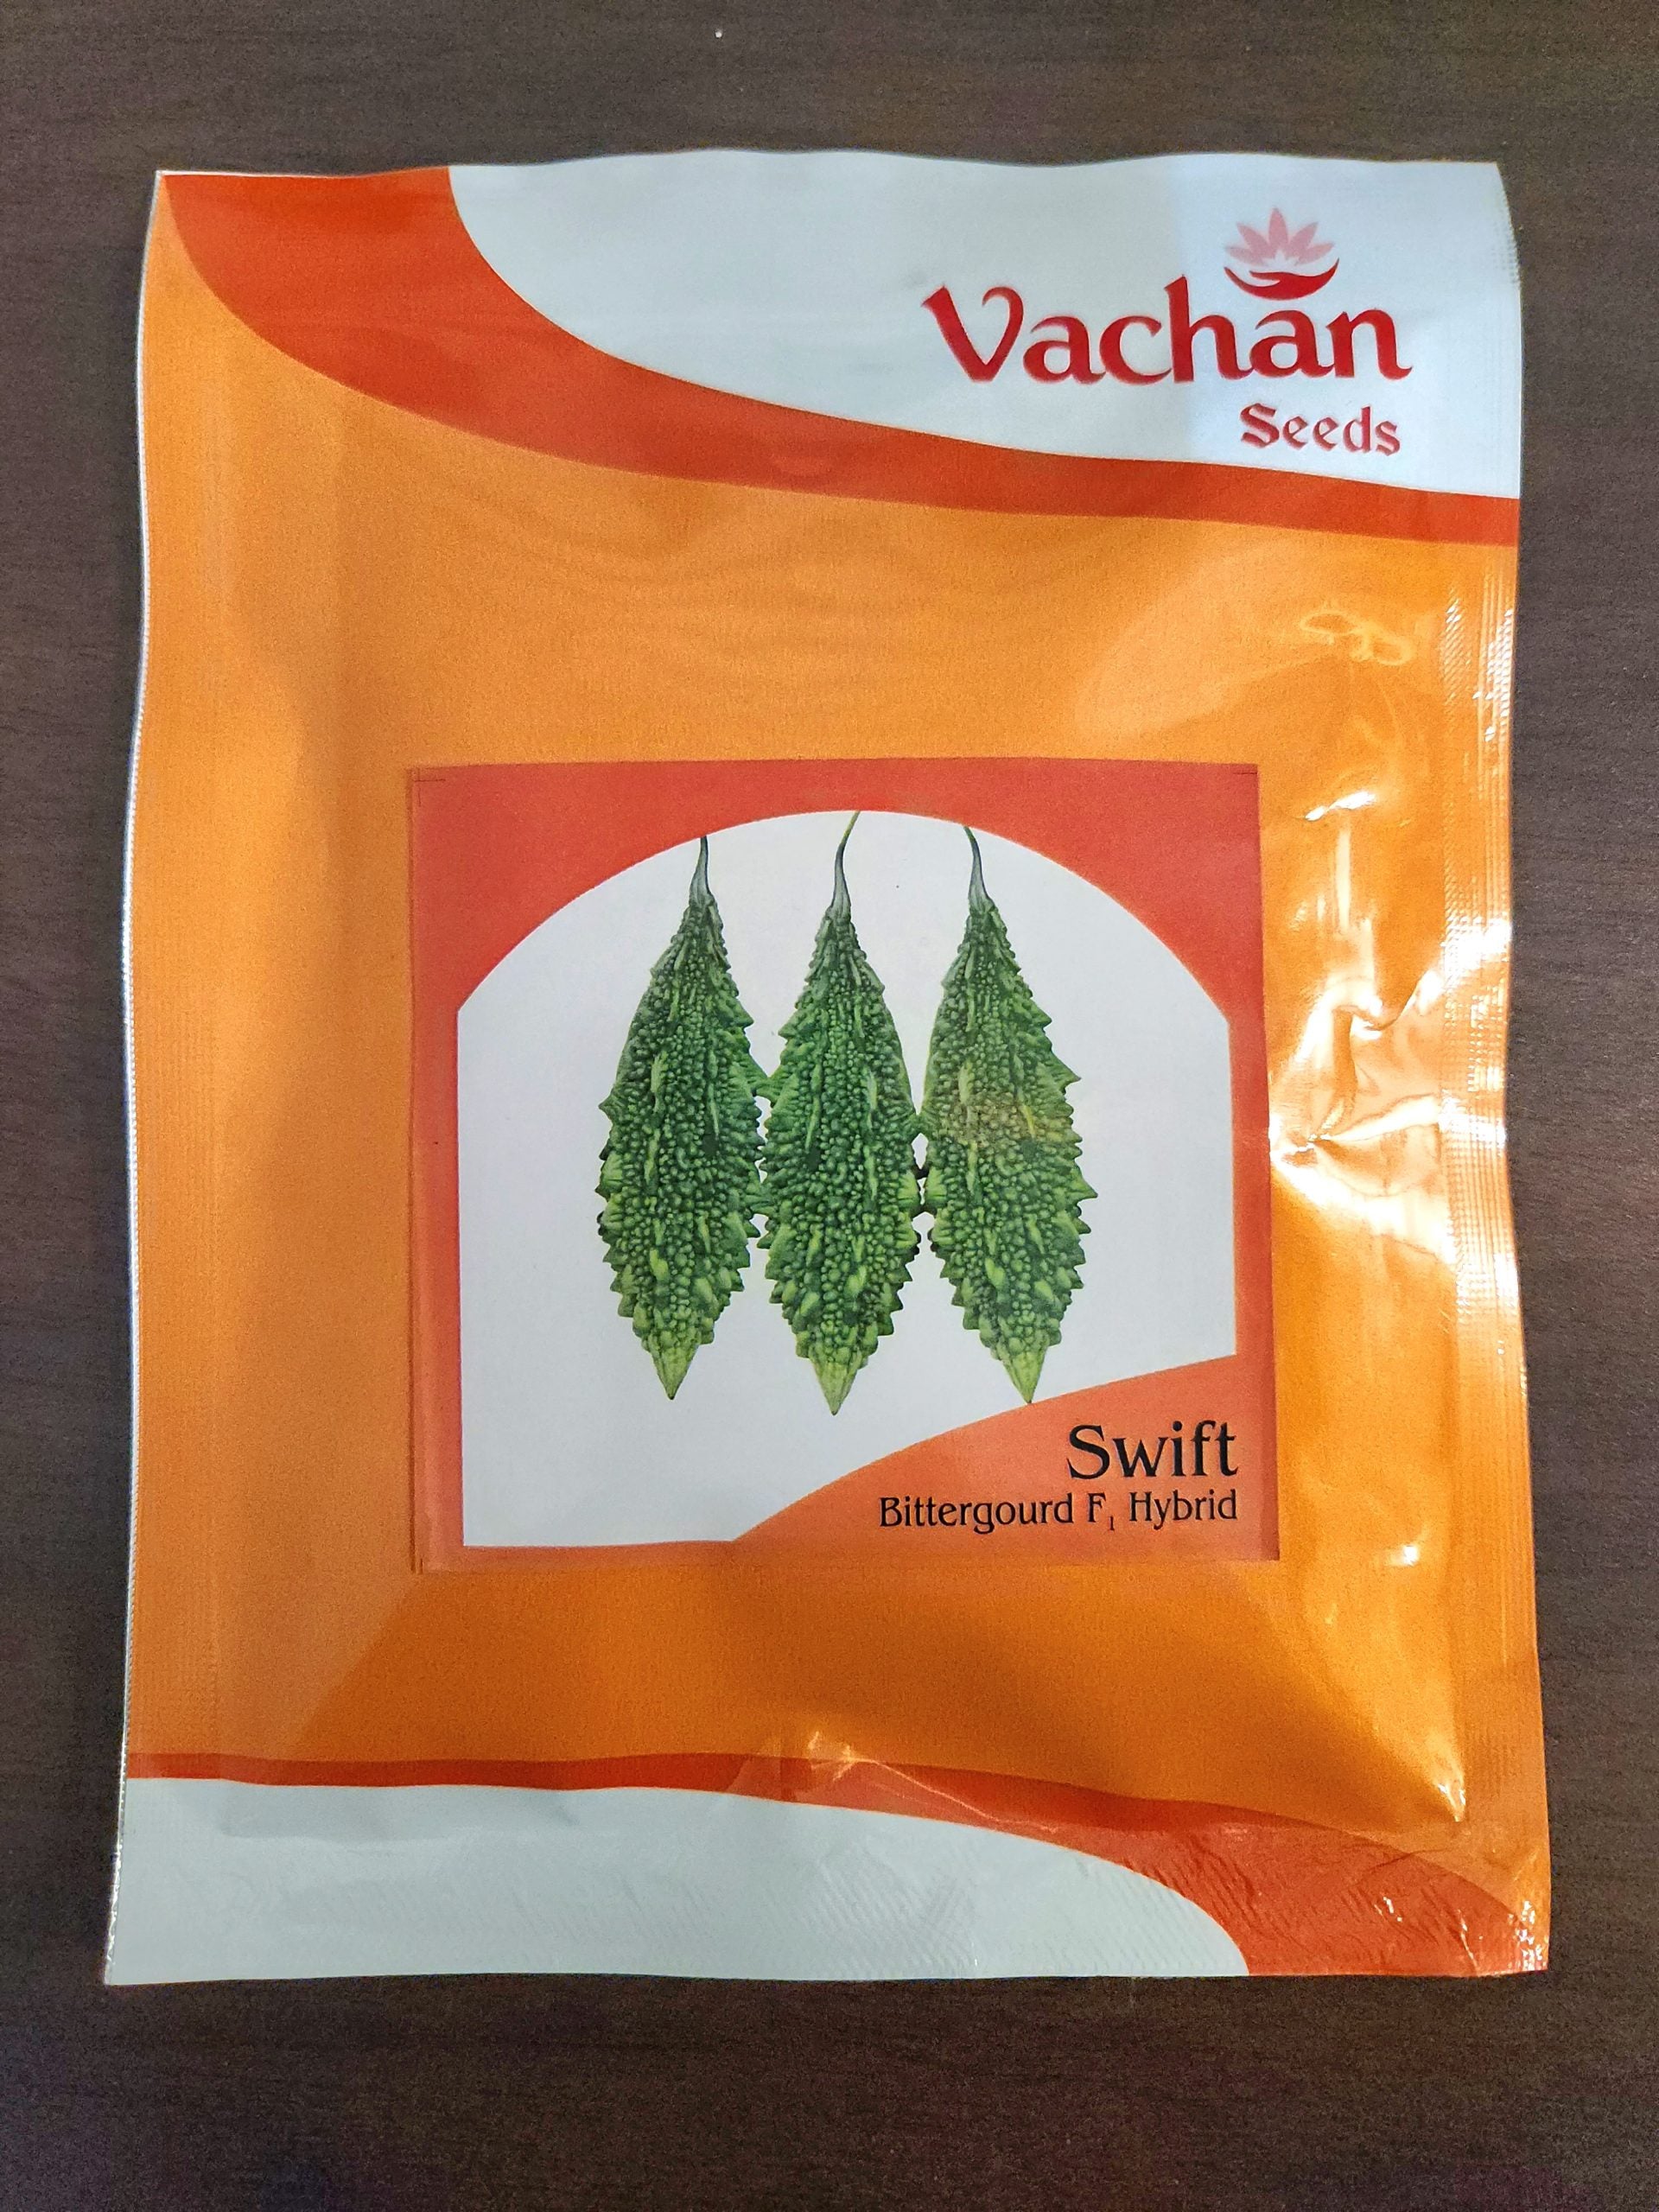 Vachan
Seeds
Swift
Bittergourd F₁ Hybrid